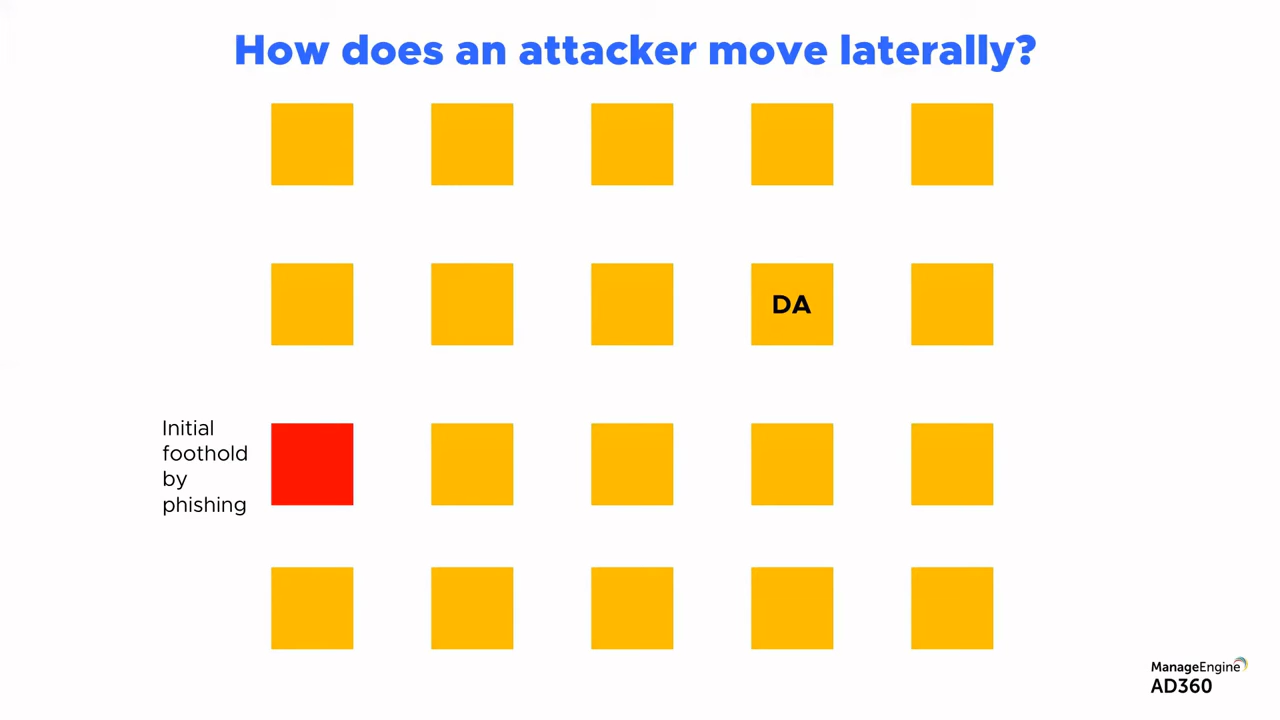 How does an attacker move laterally?
DA
Initial
foothold
by
phishing
ManageEngine
AD360